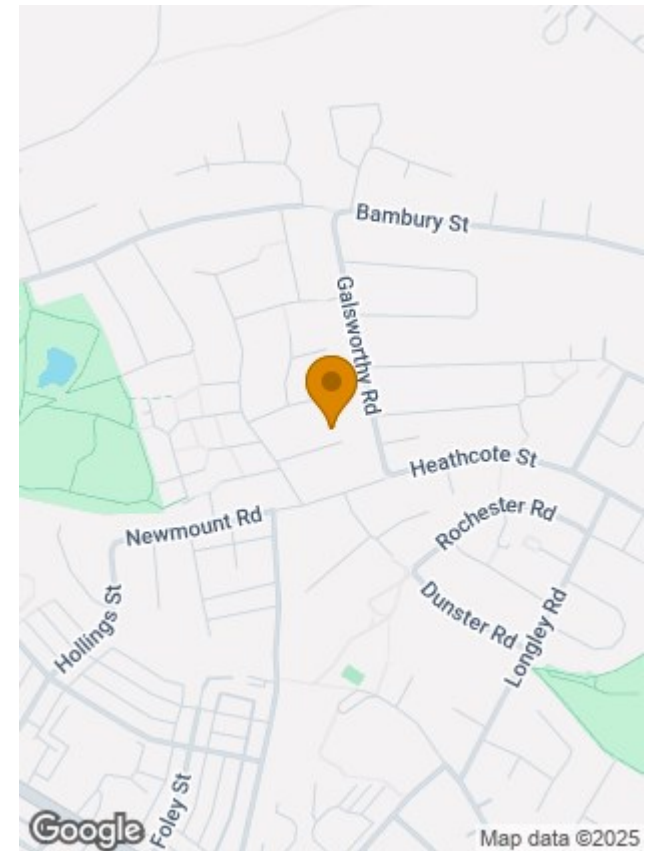 Bambury St
Galsworthy Rd
Heathcote St
Newmount Rd
Rochester Rd
Dunster Rd
Longley Rd
Hollings St
Foley St
Google
Map data ©2025